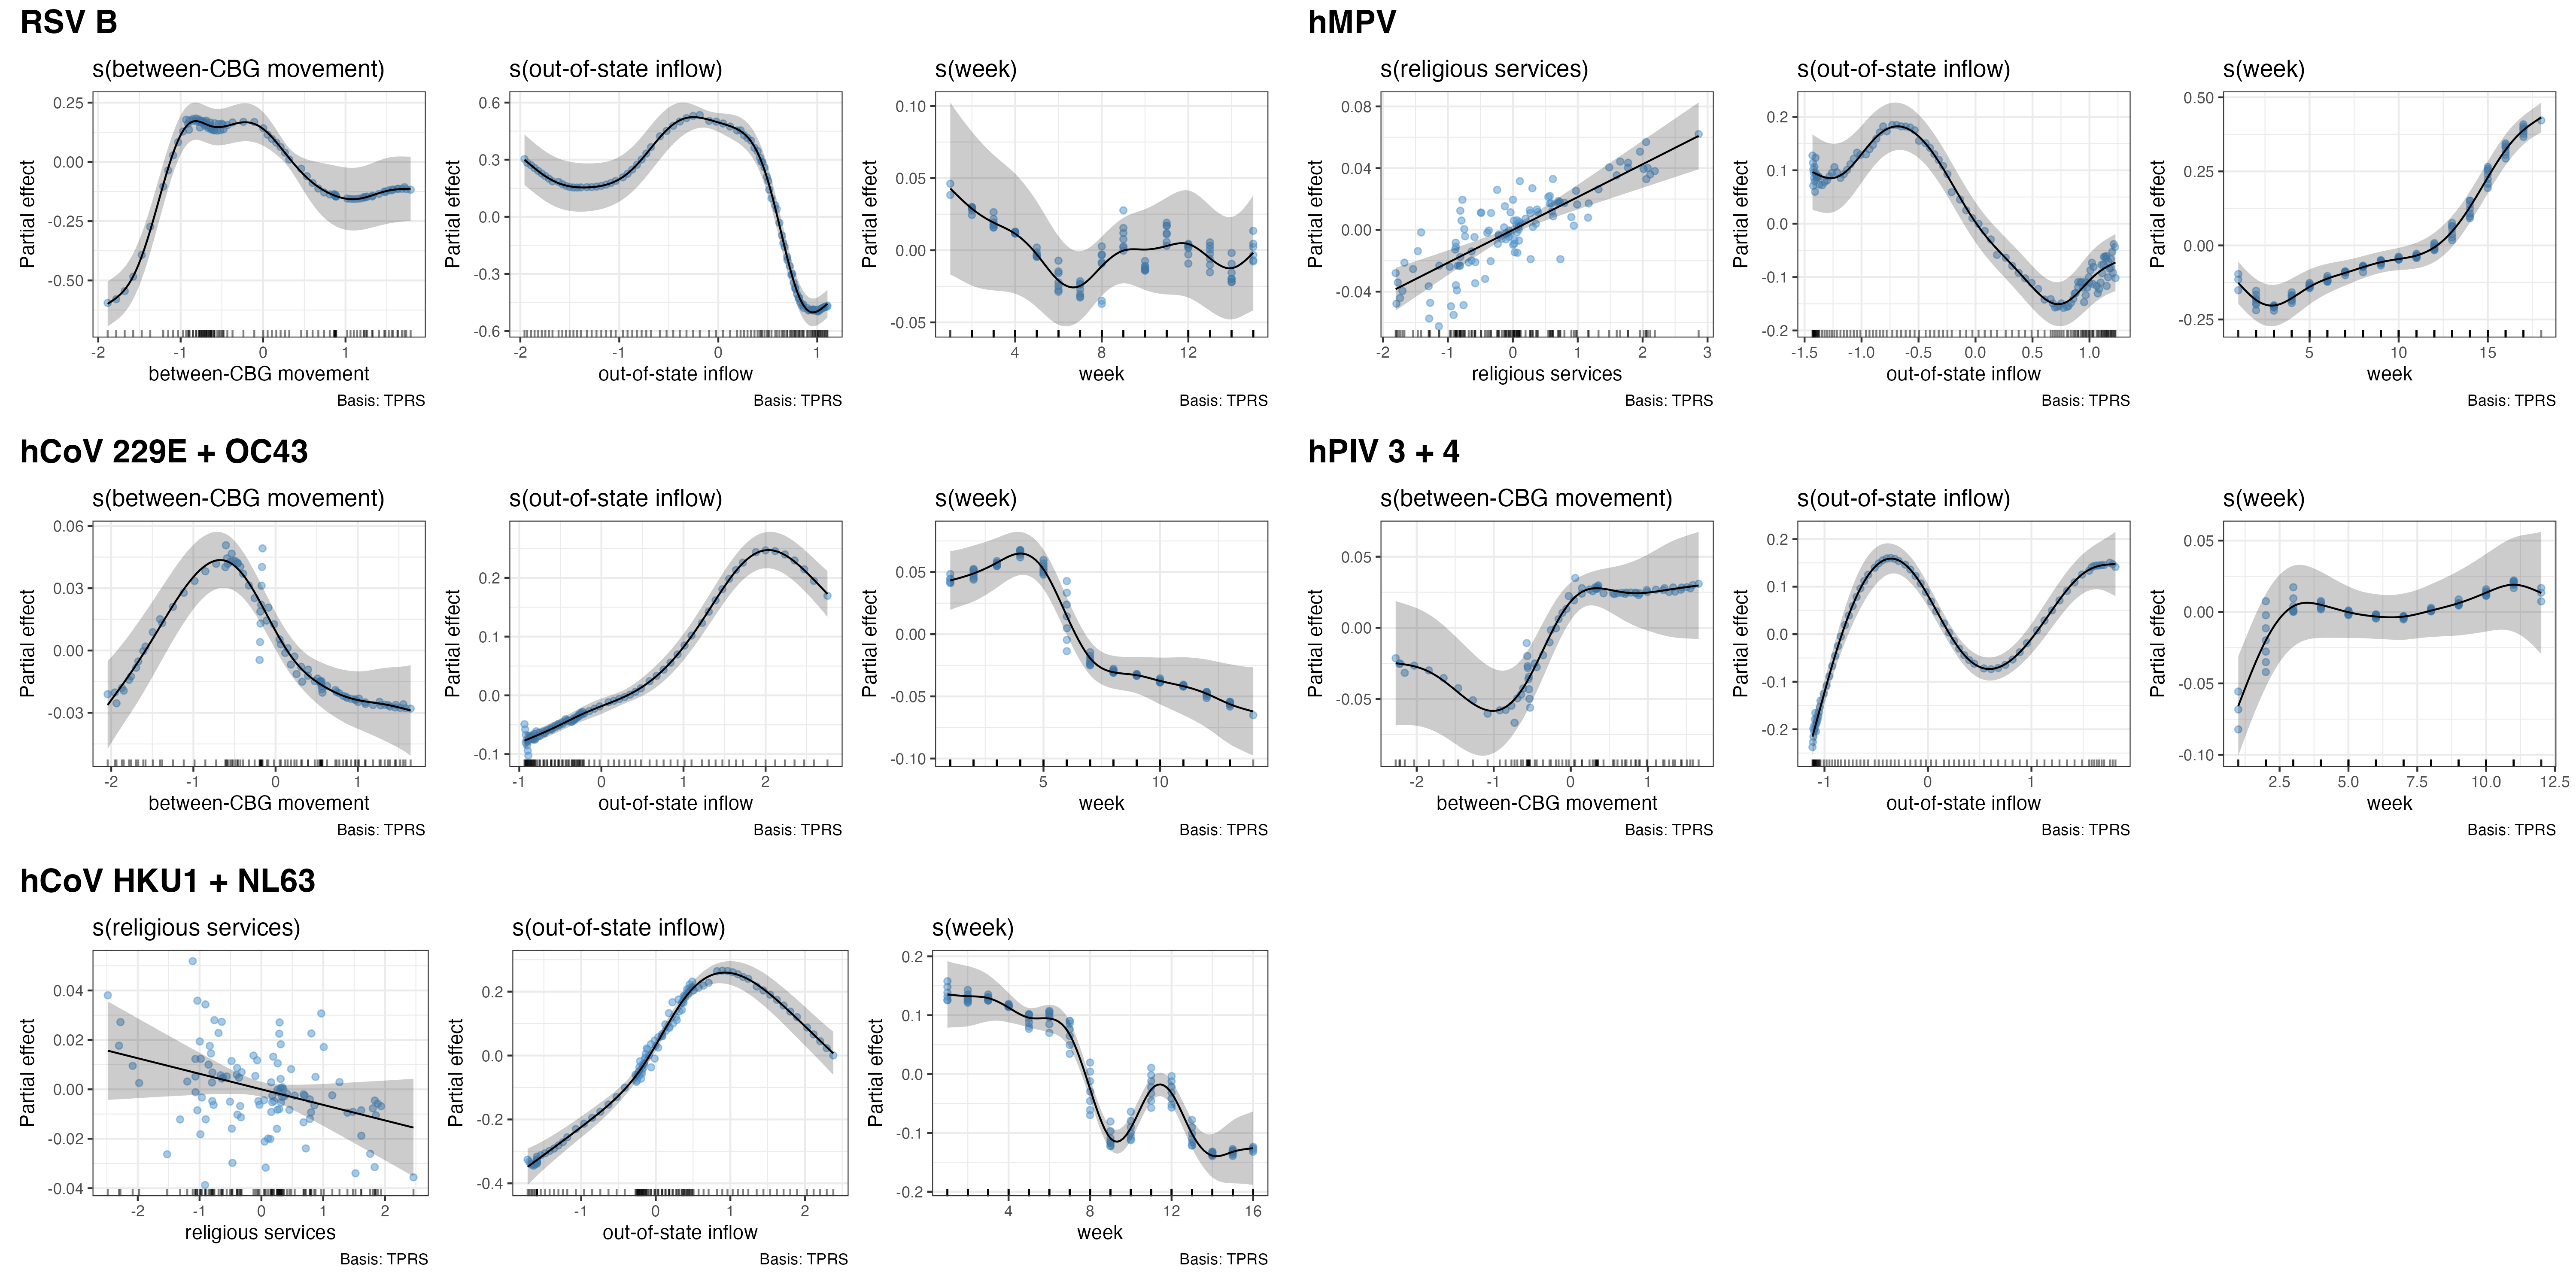 RSV B
s(between-CBG movement)
0.25
0.00
-0.25
-0.50
Partial effect
-2 -1 0 1
between-CBG movement
Basis: TPRS
s(out-of-state inflow)
0.6
0.3
0.0
-0.3
-0.6
Partial effect
-2 -1 0 1
out-of-state inflow
Basis: TPRS
s(week)
0.10
0.05
0.00
-0.05
Partial effect
4 8 12
week
Basis: TPRS
hMPV
s(religious services)
0.08
0.04
0.00
-0.04
Partial effect
-2 -1 0 1 2 3
religious services
Basis: TPRS
s(out-of-state inflow)
0.2
0.1
0.0
-0.1
-0.2
Partial effect
-1.5 -1.0 -0.5 0.0 0.5 1.0
out-of-state inflow
Basis: TPRS
s(week)
0.50
0.25
0.00
-0.25
Partial effect
5 10 15
week
Basis: TPRS
hCoV 229E + OC43
s(between-CBG movement)
0.06
0.03
0.00
-0.03
Partial effect
-2 -1 0 1
between-CBG movement
Basis: TPRS
s(out-of-state inflow)
0.2
0.1
0.0
-0.1
Partial effect
-1 0 1 2
out-of-state inflow
Basis: TPRS
s(week)
0.05
0.00
-0.05
-0.10
Partial effect
5 10
week
Basis: TPRS
hPIV 3 + 4
s(between-CBG movement)
0.05
0.00
-0.05
Partial effect
-2 -1 0 1
between-CBG movement
Basis: TPRS
s(out-of-state inflow)
0.2
0.1
0.0
-0.1
-0.2
Partial effect
-1 0 1
out-of-state inflow
Basis: TPRS
s(week)
0.05
0.00
-0.05
-0.10
Partial effect
2.5 5.0 7.5 10.0 12.5
week
Basis: TPRS
hCoV HKU1 + NL63
s(religious services)
0.04
0.02
0.00
-0.02
-0.04
Partial effect
-2 -1 0 1 2
religious services
Basis: TPRS
s(out-of-state inflow)
0.2
0.0
-0.2
-0.4
Partial effect
-1 0 1 2
out-of-state inflow
Basis: TPRS
s(week)
0.2
0.1
0.0
-0.1
-0.2
Partial effect
4 8 12 16
week
Basis: TPRS